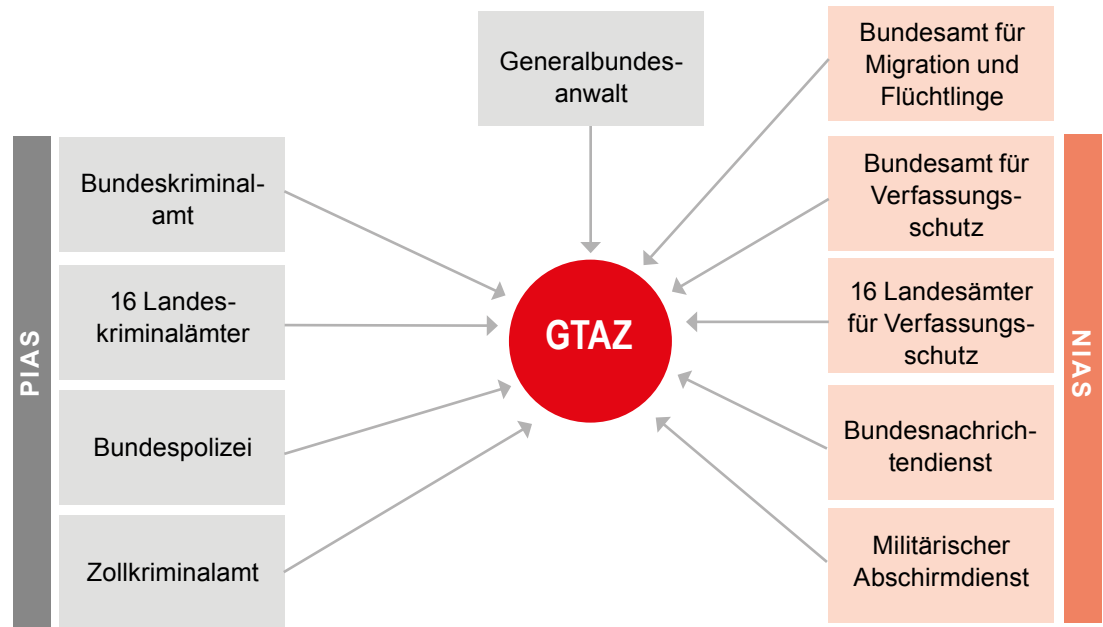 Generalbundes-
anwalt
Bundesamt für
Migration und
Flüchtlinge
PIAS
Bundeskriminal-
amt
16 Landes-
kriminalämter
Bundespolizei
Zollkriminalamt
GTAZ
Bundesamt für
Verfassungs-
schutz
16 Landesämter
für Verfassungs-
schutz
Bundesnachrich-
tendienst
Militärischer
Abschirmdienst
NIAS